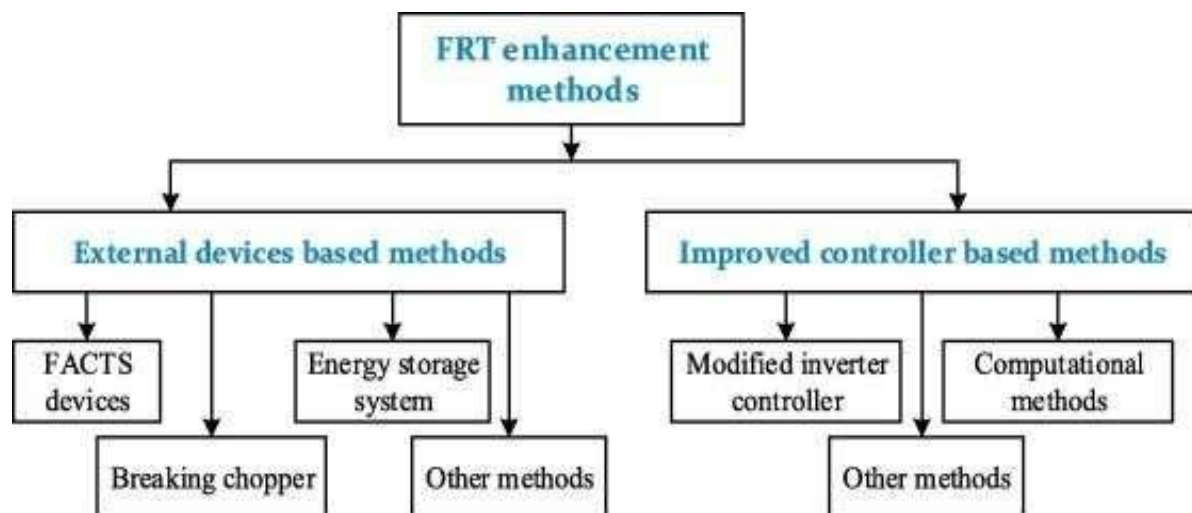 FRT enhancement
methods
External devices based methods
Improved controller based methods
FACTS
devices
Energy storage
system
Modified inverter
controller
Computational
methods
Breaking chopper
Other methods
Other methods